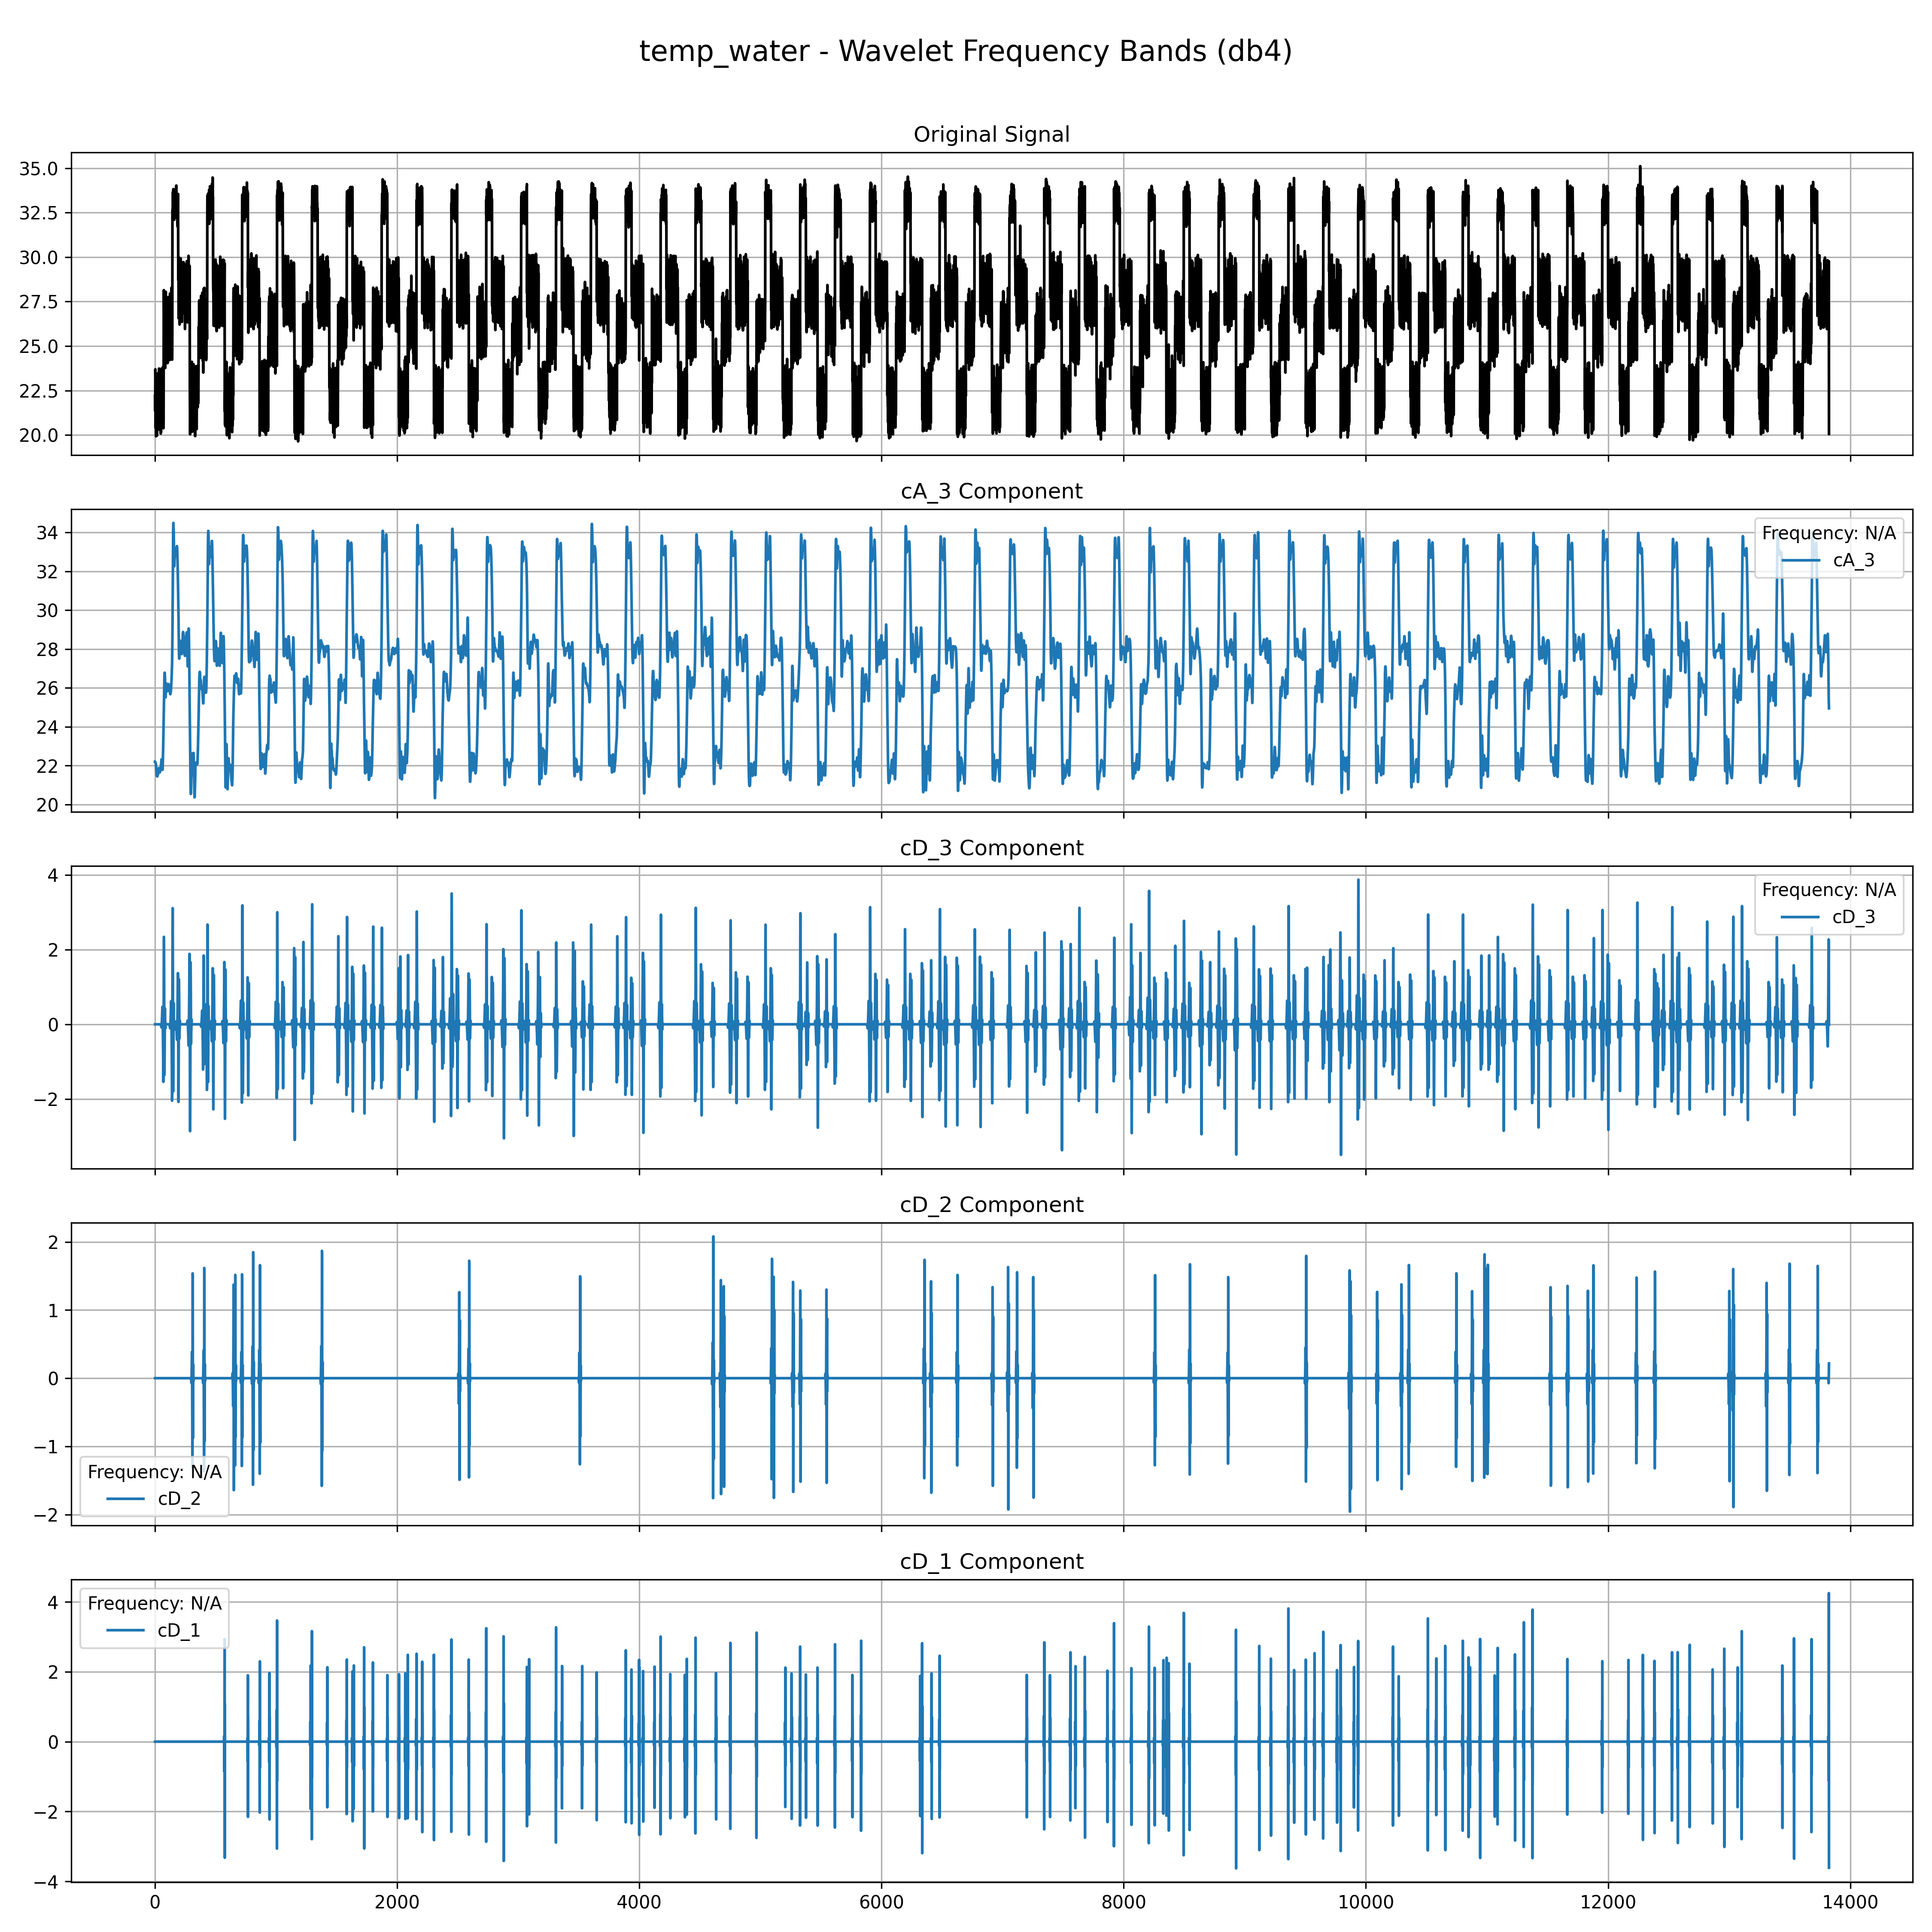 temp_water - Wavelet Frequency Bands (db4)
Original Signal
35.0
32.5
30.0
27.5
25.0
22.5
20.0
cA_3 Component
34
32
30
28
26
24
22
20
Frequency: N/A
cA_3
cD_3 Component
4
2
0
−2
Frequency: N/A
cD_3
cD_2 Component
2
1
0
−1
−2
Frequency: N/A
cD_2
cD_1 Component
4
2
0
−2
−4
Frequency: N/A
cD_1
0 2000 4000 6000 8000 10000 12000 14000